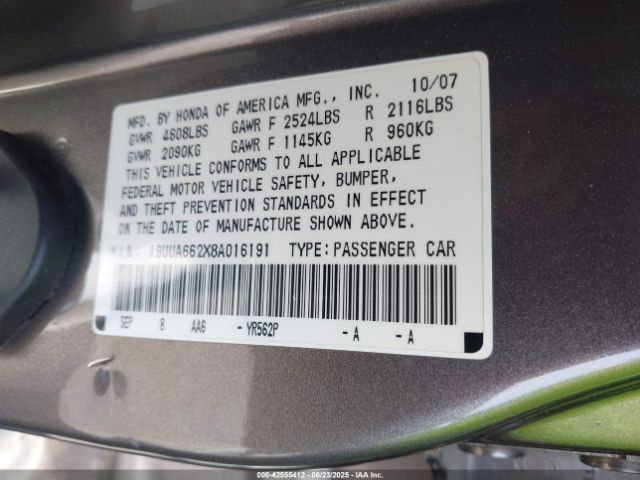 MFD. BY HONDA OF AMERICA MFG., INC. 10/07
GVWR 4608LBS GAWR F 2524LBS R 2116LBS
GVWR 2090KG GAWR F 1145KG R 960KG
THIS VEHICLE CONFORMS TO ALL APPLICABLE
FEDERAL MOTOR VEHICLE SAFETY, BUMPER,
AND THEFT PREVENTION STANDARDS IN EFFECT
ON THE DATE OF MANUFACTURE SHOWN ABOVE.
V.I.N.: 19UUA662X8A016191 TYPE: PASSENGER CAR
SEP 8 AA6 -YR562P -A -A
000-42555412 - 06/23/2025 - IAAI.com